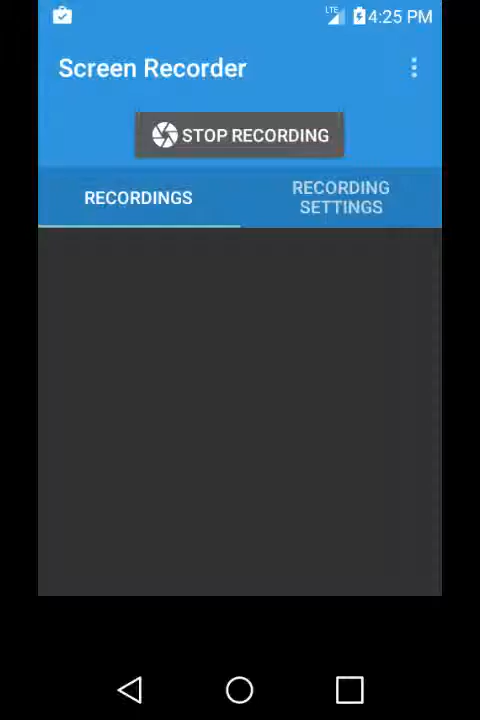 LTE 4:25 PM
Screen Recorder
STOP RECORDING
RECORDINGS
RECORDING
SETTINGS